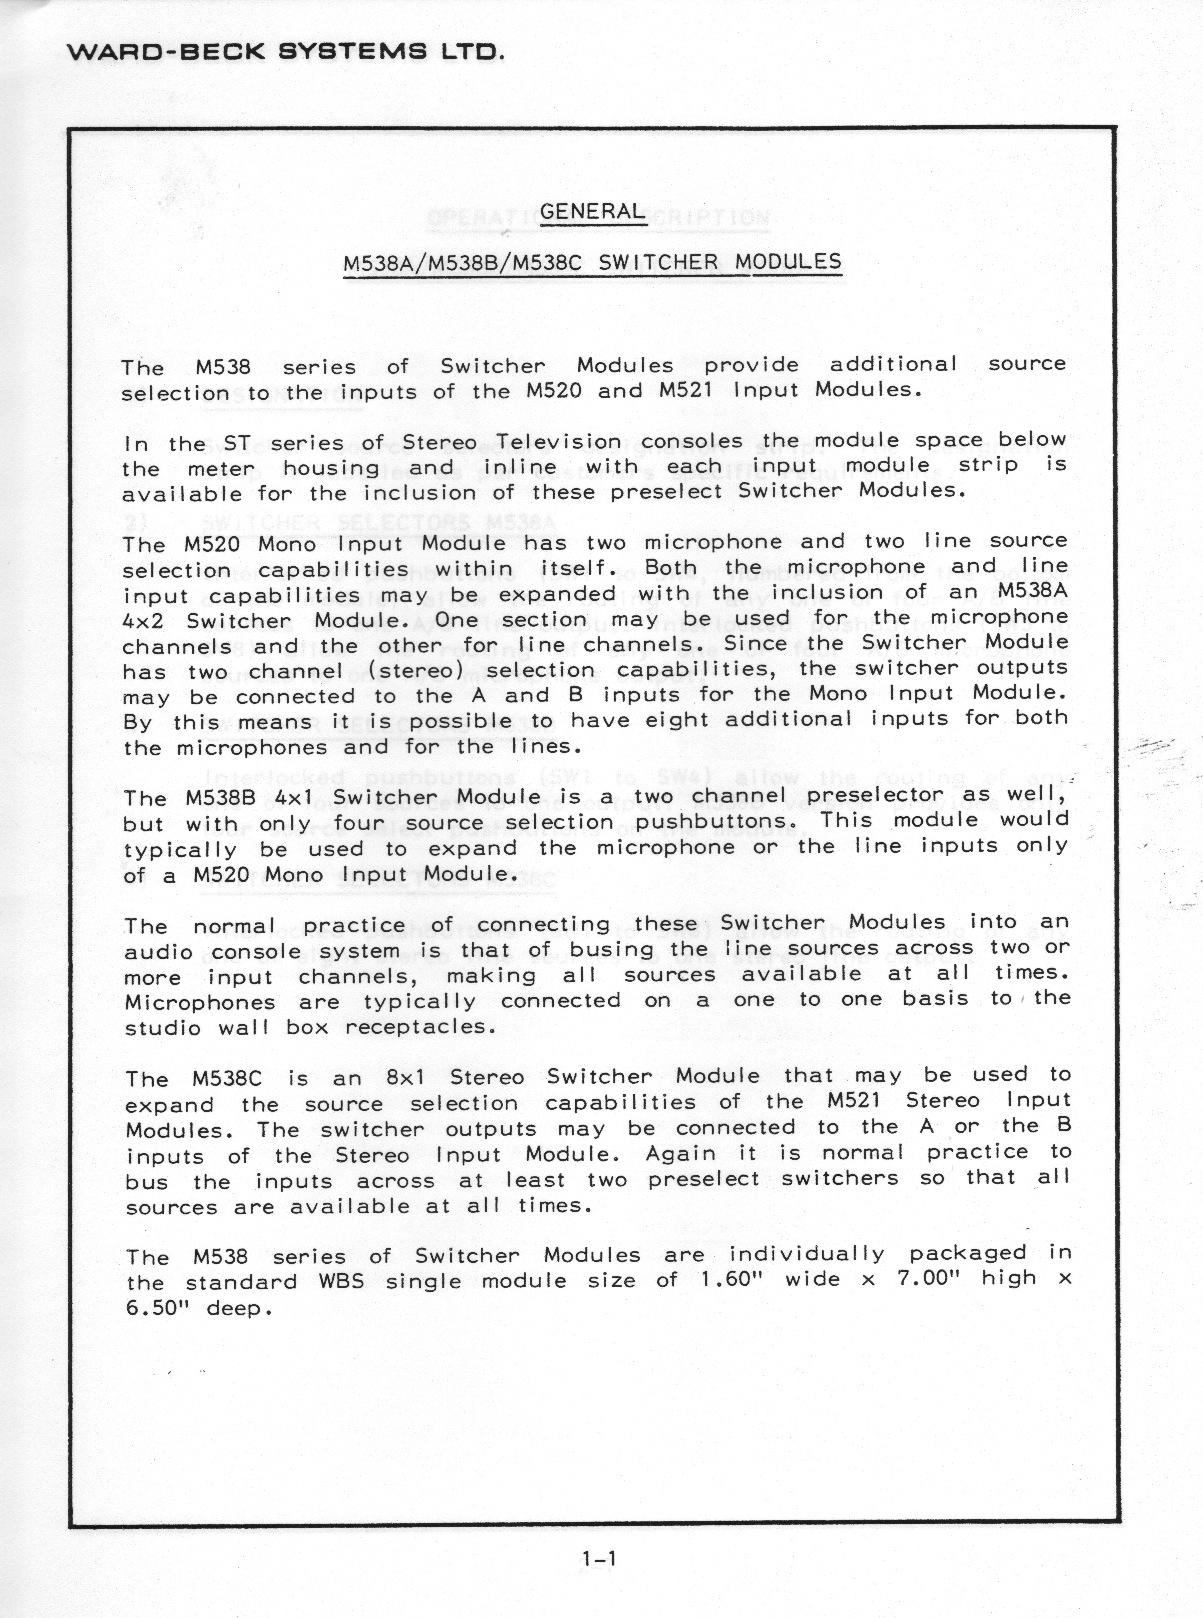 WARD-BECK SYSTEMS LTD.
GENERAL
M538A/M538B/M538C SWITCHER MODULES
The M538 series of Switcher Modules provide additional source
selection to the inputs of the M520 and M521 Input Modules.
In the ST series of Stereo Television consoles the module space below
the meter housing and inline with each input module strip is
available for the inclusion of these preselect Switcher Modules.
The M520 Mono Input Module has two microphone and two line source
selection capabilities within itself. Both the microphone and line
input capabilities may be expanded with the inclusion of an M538A
4x2 Switcher Module. One section may be used for the microphone
channels and the other for line channels. Since the Switcher Module
has two channel (stereo) selection capabilities, the switcher outputs
may be connected to the A and B inputs for the Mono Input Module.
By this means it is possible to have eight additional inputs for both
the microphones and for the lines.
The M538B 4x1 Switcher Module is a two channel preselector as well,
but with only four source selection pushbuttons. This module would
typically be used to expand the microphone or the line inputs only
of a M520 Mono Input Module.
The normal practice of connecting these Switcher Modules into an
audio console system is that of busing the line sources across two or
more input channels, making all sources available at all times.
Microphones are typically connected on a one to one basis to the
studio wall box receptacles.
The M538C is an 8x1 Stereo Switcher Module that may be used to
expand the source selection capabilities of the M521 Stereo Input
Modules. The switcher outputs may be connected to the A or the B
inputs of the Stereo Input Module. Again it is normal practice to
bus the inputs across at least two preselect switchers so that all
sources are available at all times.
The M538 series of Switcher Modules are individually packaged in
the standard WBS single module size of 1.60" wide x 7.00" high x
6.50" deep.
1-1